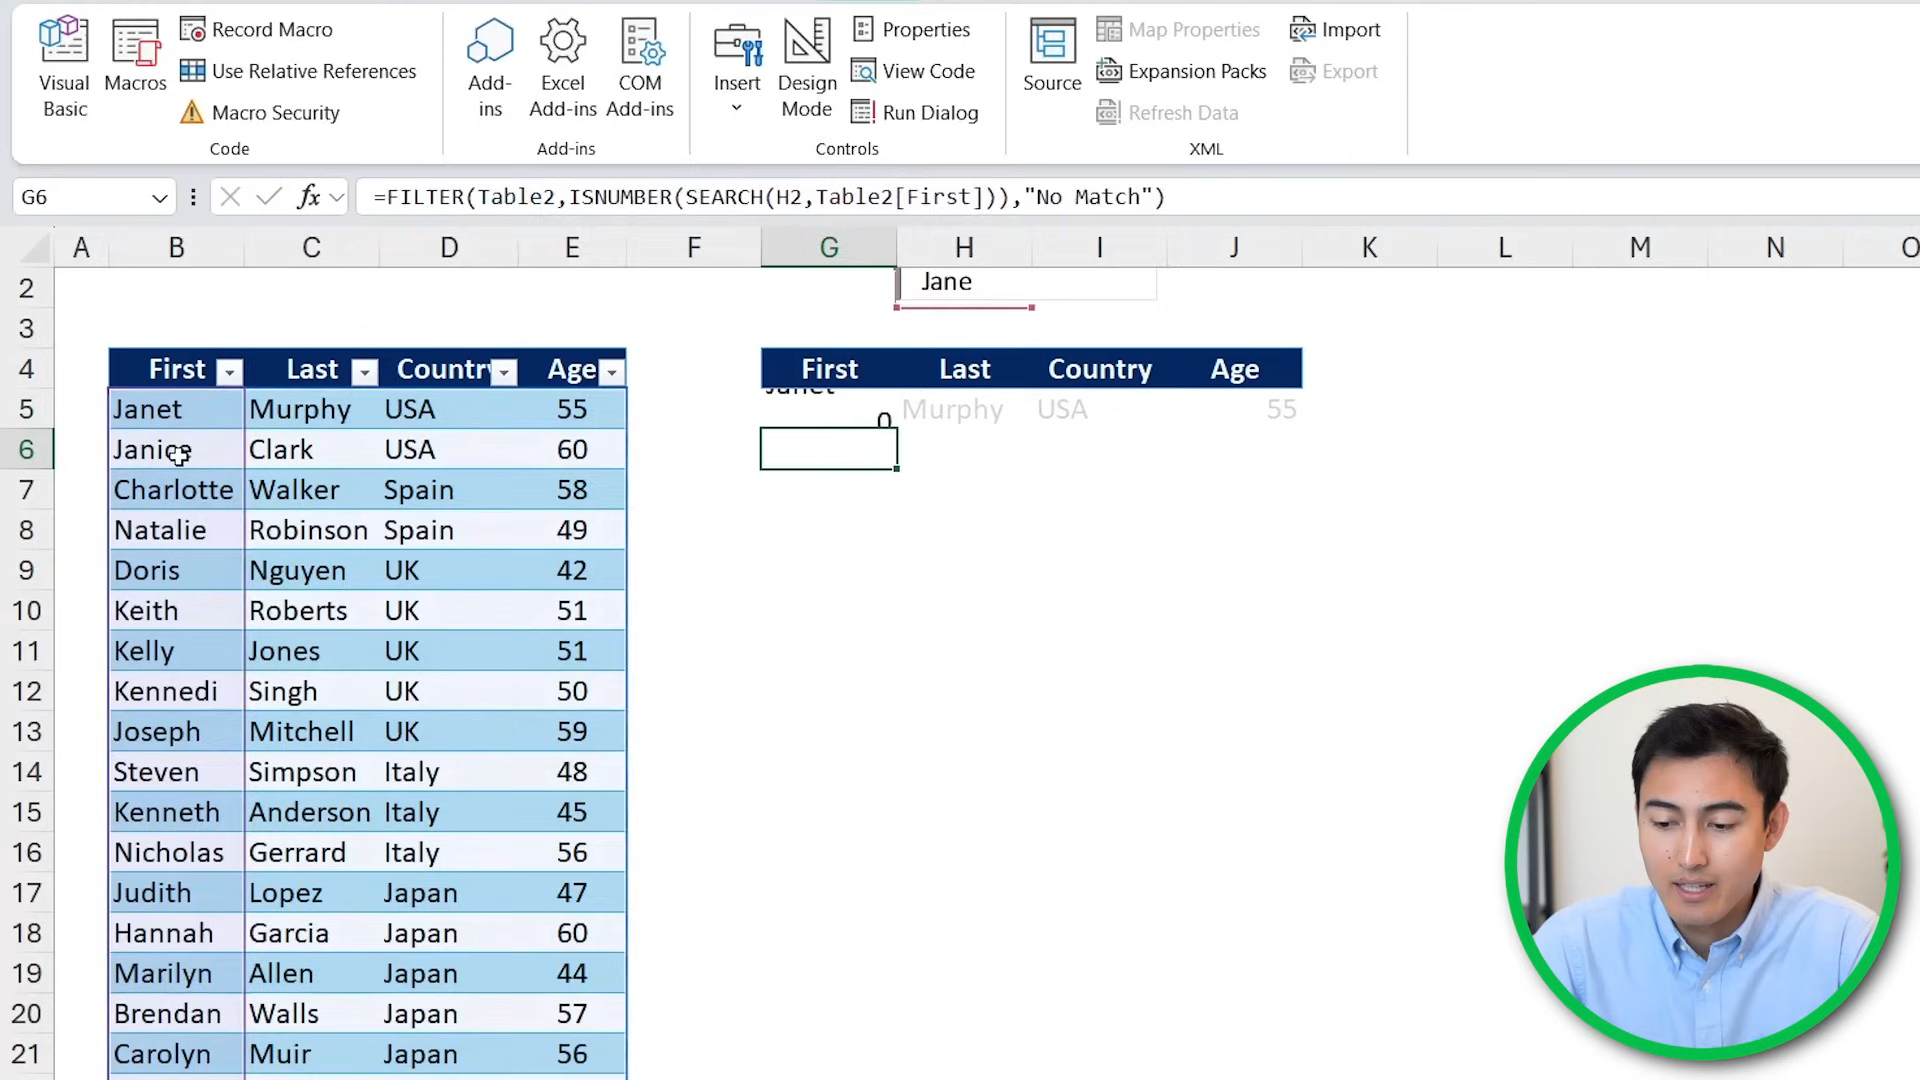 Visual Basic
Macros
Record Macro
Use Relative References
Macro Security
Code
Add-ins
Excel Add-ins
COM Add-ins
Add-ins
Insert
Design Mode
Properties
View Code
Run Dialog
Controls
Source
Map Properties
Expansion Packs
Refresh Data
Import
Export
XML
G6 fx =FILTER(Table2,ISNUMBER(SEARCH(H2,Table2[First])),"No Match")
A B C D E F G H I J K L M N O
2 Jane
3
4 First Last Country Age First Last Country Age
5 Janet Murphy USA 55 Janet 0 Murphy USA 55
6 Janice Clark USA 60
7 Charlotte Walker Spain 58
8 Natalie Robinson Spain 49
9 Doris Nguyen UK 42
10 Keith Roberts UK 51
11 Kelly Jones UK 51
12 Kennedi Singh UK 50
13 Joseph Mitchell UK 59
14 Steven Simpson Italy 48
15 Kenneth Anderson Italy 45
16 Nicholas Gerrard Italy 56
17 Judith Lopez Japan 47
18 Hannah Garcia Japan 60
19 Marilyn Allen Japan 44
20 Brendan Walls Japan 57
21 Carolyn Muir Japan 56